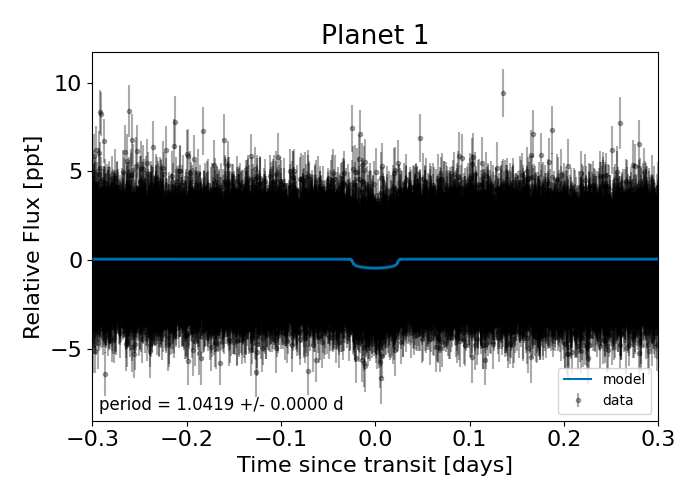 Planet 1
Relative Flux [ppt]
10
5
0
−5
period = 1.0419 +/- 0.0000 d
model
data
−0.3 −0.2 −0.1 0.0 0.1 0.2 0.3
Time since transit [days]